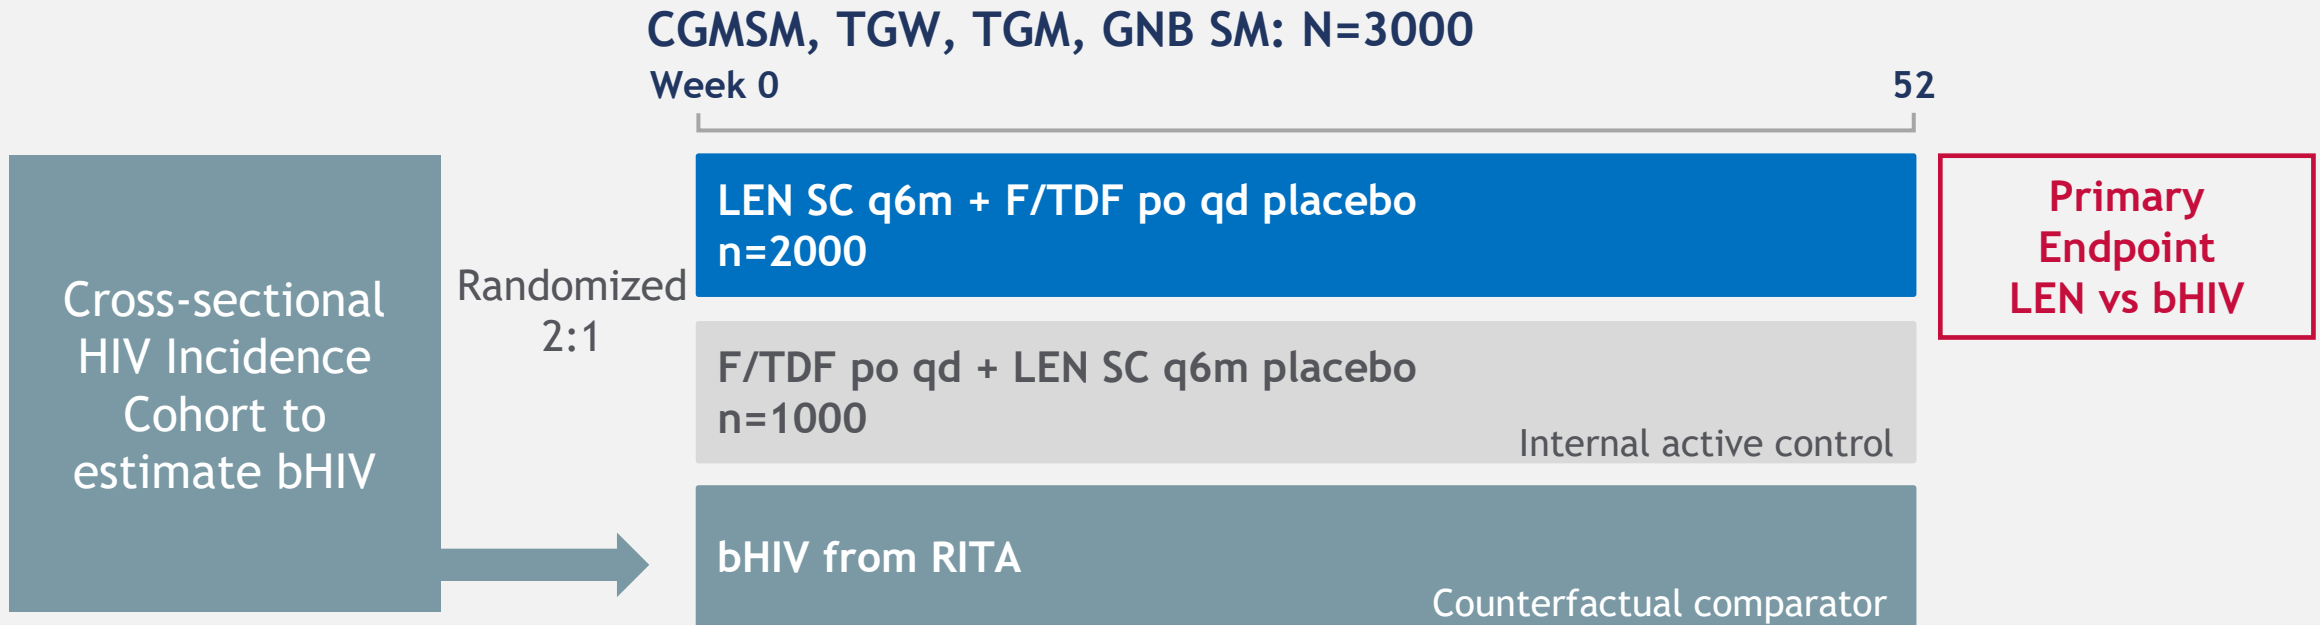 CGMSM, TGW, TGM, GNB SM: N=3000
Week 0
52
Cross-sectional
HIV Incidence
Cohort to
estimate bHIV
Randomized
2:1
LEN SC q6m + F/TDF po qd placebo
n=2000
F/TDF po qd + LEN SC q6m placebo
n=1000
Internal active control
bHIV from RITA
Counterfactual comparator
Primary
Endpoint
LEN vs bHIV